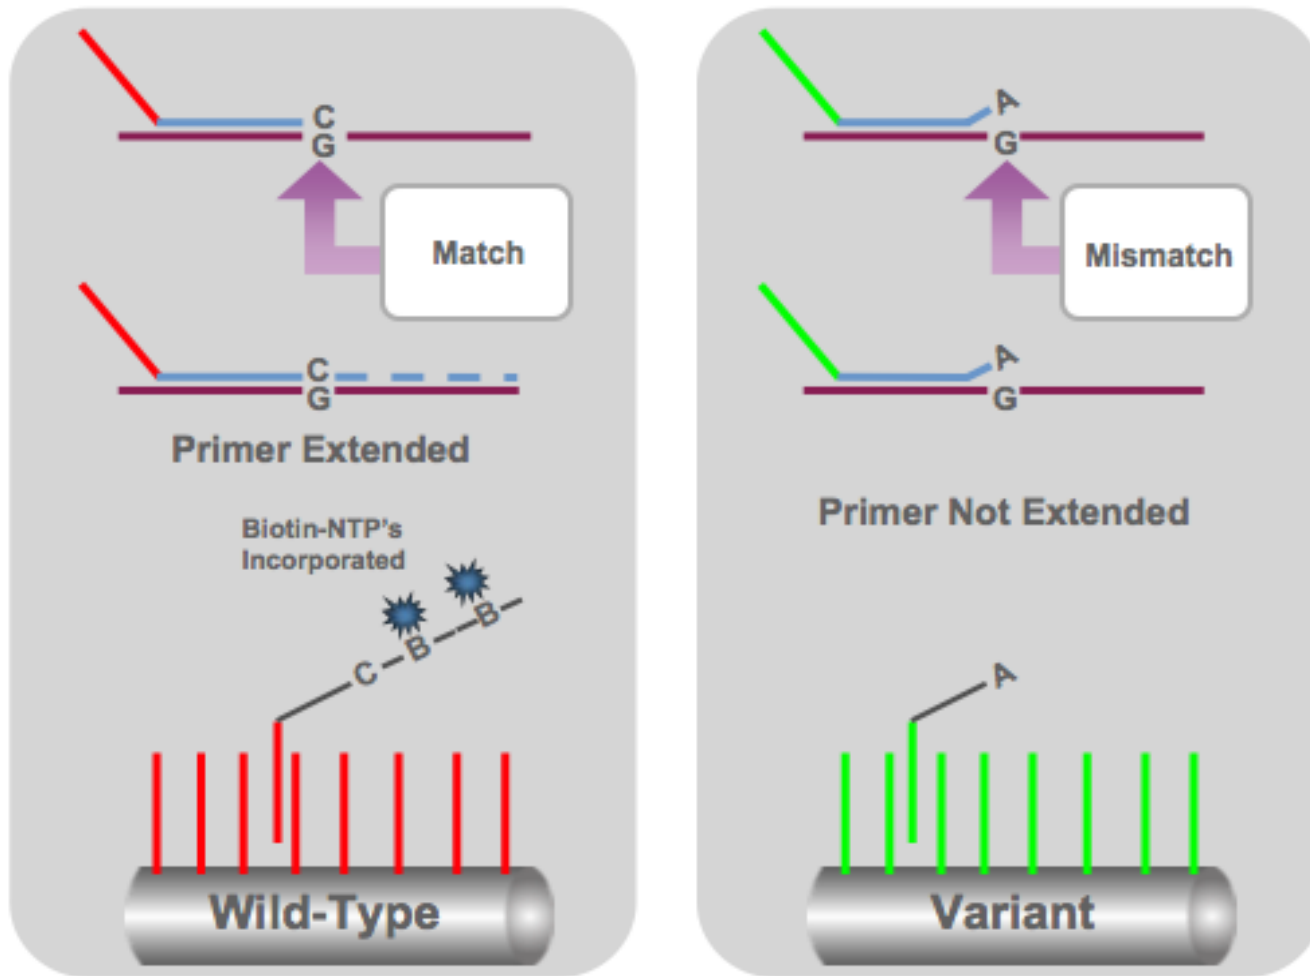 C
G
Match
C
G
Primer Extended
Biotin-NTP's
Incorporated
C
B
B
Wild-Type
A
G
Mismatch
A
G
Primer Not Extended
A
Variant